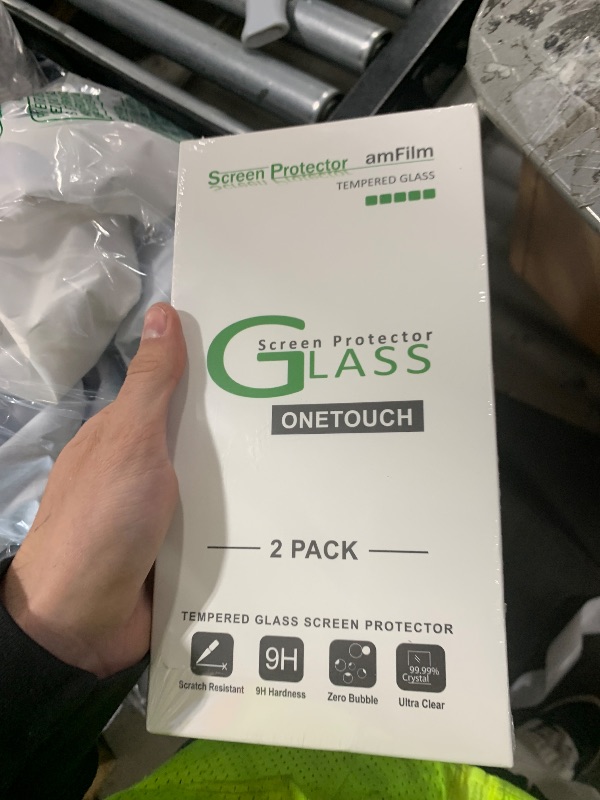 Screen Protector amFilm
TEMPERED GLASS
Screen Protector
GLASS
ONETOUCH
2 PACK
TEMPERED GLASS SCREEN PROTECTOR
9H
99.99%
Crystal
Scratch Resistant 9H Hardness Zero Bubble Ultra Clear